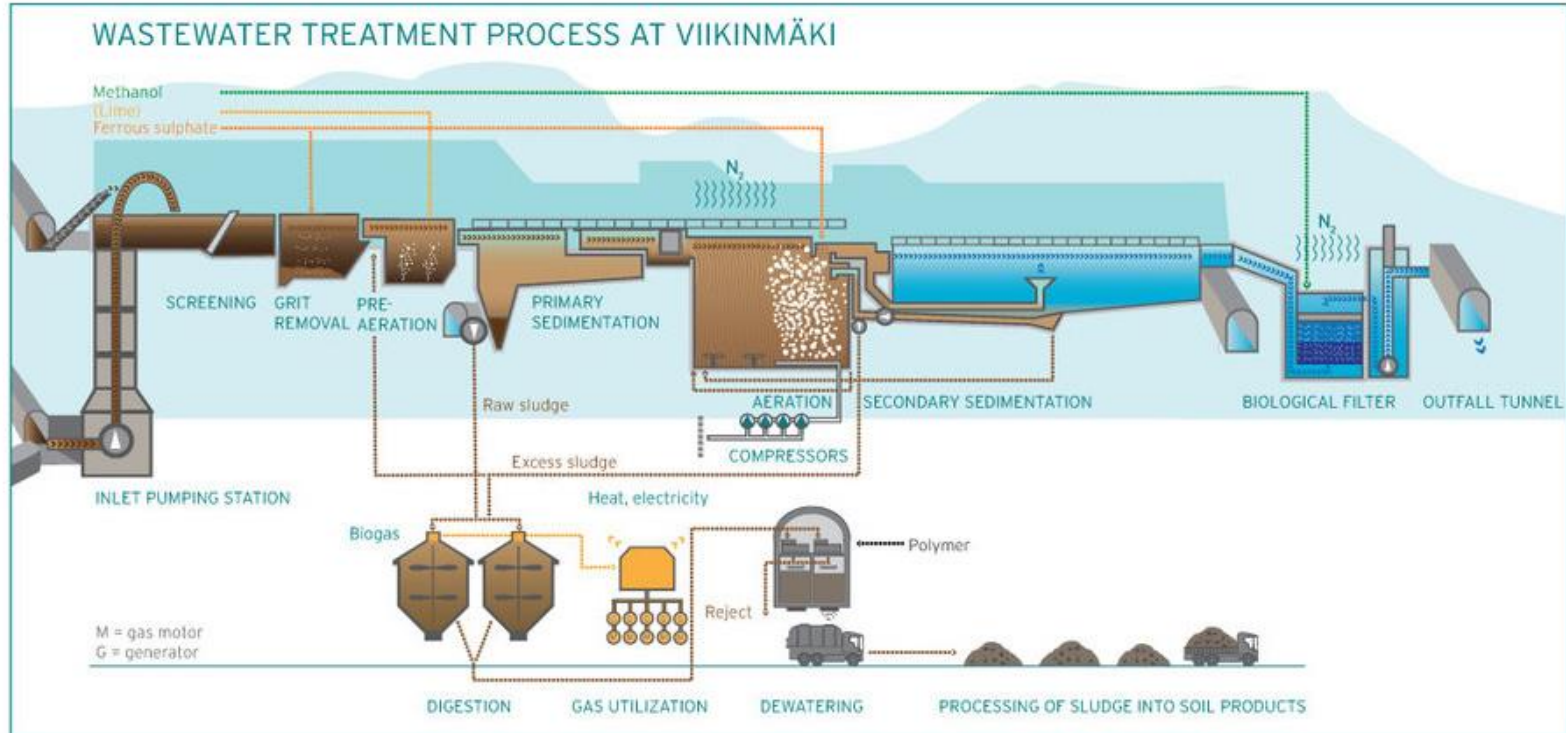 WASTEWATER TREATMENT PROCESS AT VIIKINMÄKI
Methanol
(Lime)
Ferrous sulphate
N2
N2
SCREENING
GRIT
REMOVAL
PRE-
AERATION
PRIMARY
SEDIMENTATION
AERATION
SECONDARY SEDIMENTATION
BIOLOGICAL FILTER
OUTFALL TUNNEL
Raw sludge
COMPRESSORS
Excess sludge
INLET PUMPING STATION
Heat, electricity
Biogas
Polymer
Reject
M = gas motor
G = generator
DIGESTION
GAS UTILIZATION
DEWATERING
PROCESSING OF SLUDGE INTO SOIL PRODUCTS